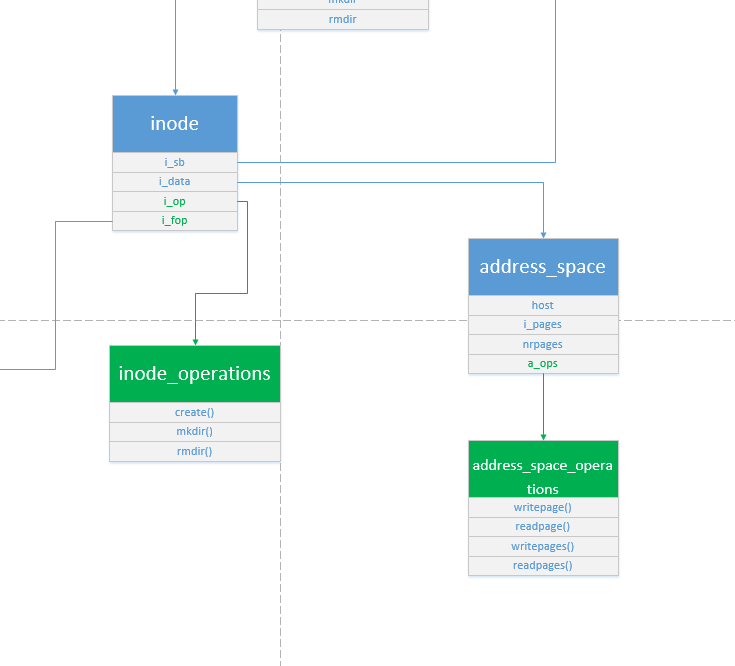 mkdir
rmdir
inode
i_sb
i_data
i_op
i_fop
address_space
host
i_pages
nrpages
a_ops
inode_operations
create()
mkdir()
rmdir()
address_space_opera
tions
writepage()
readpage()
writepages()
readpages()